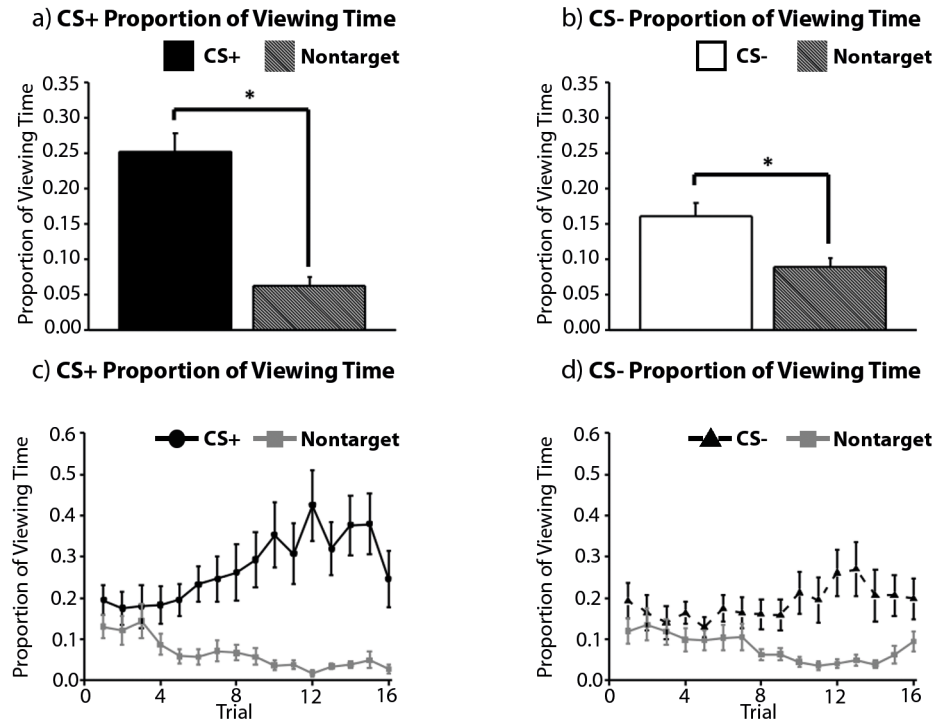 a) CS+ Proportion of Viewing Time
CS+ Nontarget
Proportion of Viewing Time
0.35
0.30
0.25
0.20
0.15
0.10
0.05
0.00
*
b) CS- Proportion of Viewing Time
CS- Nontarget
Proportion of Viewing Time
0.35
0.30
0.25
0.20
0.15
0.10
0.05
0.00
*
c) CS+ Proportion of Viewing Time
CS+ Nontarget
Proportion of Viewing Time
0.6
0.5
0.4
0.3
0.2
0.1
0.0
0 4 8 12 16
Trial
d) CS- Proportion of Viewing Time
CS- Nontarget
Proportion of Viewing Time
0.6
0.5
0.4
0.3
0.2
0.1
0.0
0 4 8 12 16
Trial